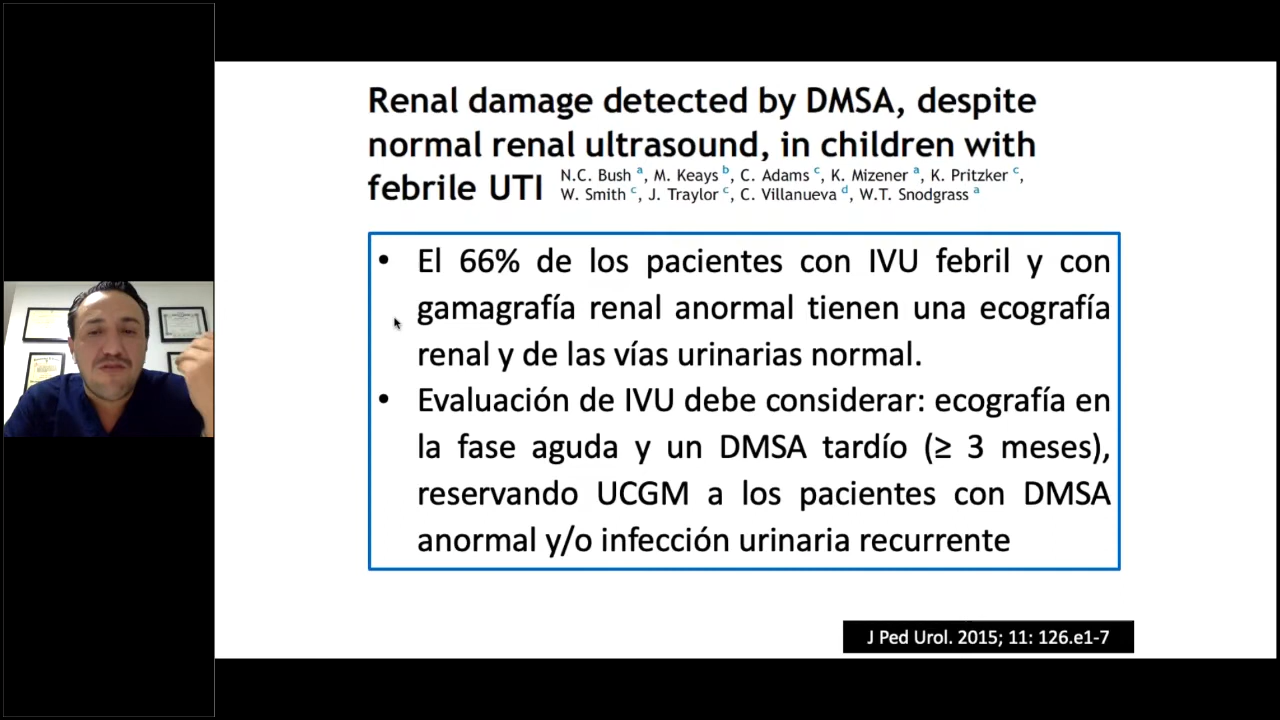 Renal damage detected by DMSA, despite
normal renal ultrasound, in children with
febrile UTI
N.C. Bush a, M. Keays b, C. Adams c, K. Mizener a, K. Pritzker c,
W. Smith c, J. Traylor c, C. Villanueva d, W.T. Snodgrass a
• El 66% de los pacientes con IVU febril y con
gamagrafía renal anormal tienen una ecografía
renal y de las vías urinarias normal.
• Evaluación de IVU debe considerar: ecografía en
la fase aguda y un DMSA tardío (≥ 3 meses),
reservando UCGM a los pacientes con DMSA
anormal y/o infección urinaria recurrente
J Ped Urol. 2015; 11: 126.e1-7